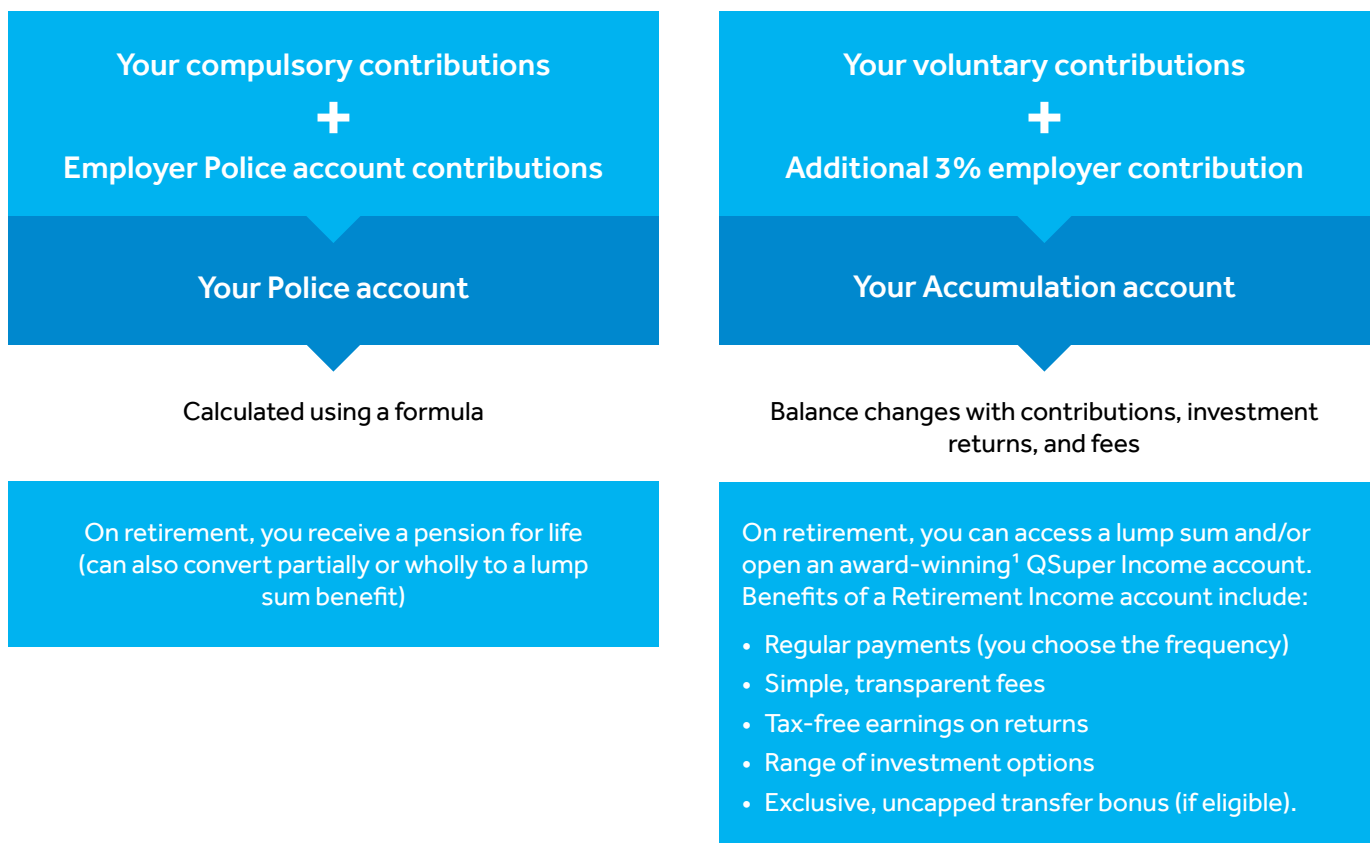 Your compulsory contributions
+
Employer Police account contributions
Your Police account
Calculated using a formula
On retirement, you receive a pension for life
(can also convert partially or wholly to a lump
sum benefit)
Your voluntary contributions
+
Additional 3% employer contribution
Your Accumulation account
Balance changes with contributions, investment
returns, and fees
On retirement, you can access a lump sum and/or
open an award-winning¹ QSuper Income account.
Benefits of a Retirement Income account include:
• Regular payments (you choose the frequency)
• Simple, transparent fees
• Tax-free earnings on returns
• Range of investment options
• Exclusive, uncapped transfer bonus (if eligible).